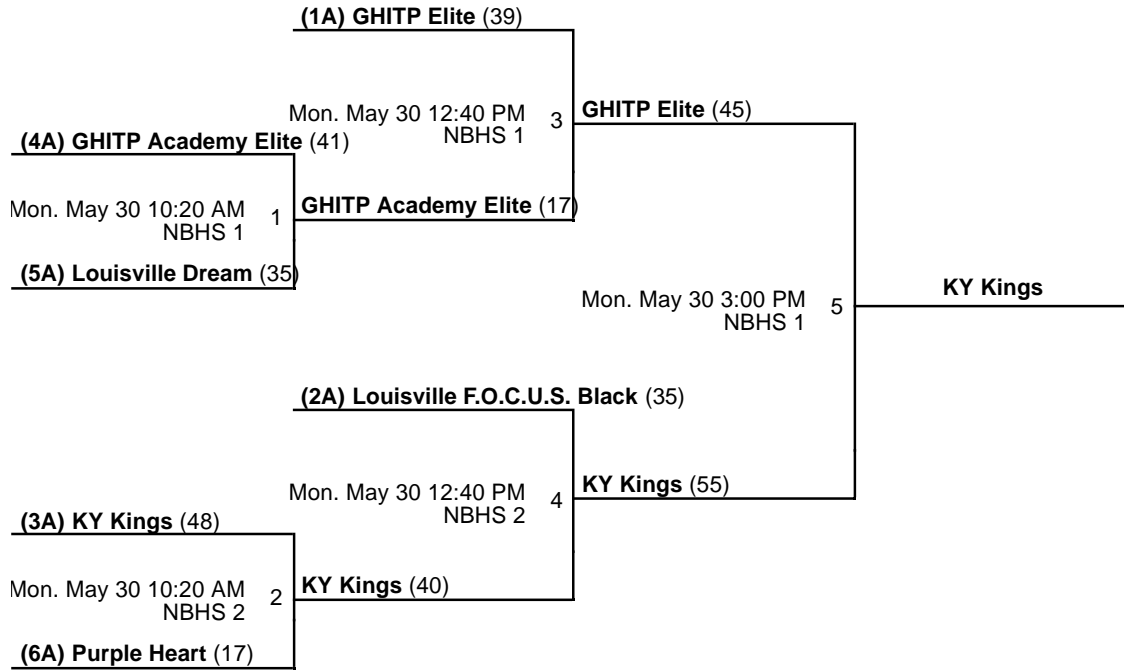 (1A) GHITP Elite (39)
Mon. May 30 12:40 PM
NBHS 1
3
GHITP Elite (45)
(4A) GHITP Academy Elite (41)
Mon. May 30 10:20 AM
NBHS 1
1
GHITP Academy Elite (17)
(5A) Louisville Dream (35)
Mon. May 30 3:00 PM
NBHS 1
5
KY Kings
(2A) Louisville F.O.C.U.S. Black (35)
Mon. May 30 12:40 PM
NBHS 2
4
KY Kings (55)
(3A) KY Kings (48)
Mon. May 30 10:20 AM
NBHS 2
2
KY Kings (40)
(6A) Purple Heart (17)